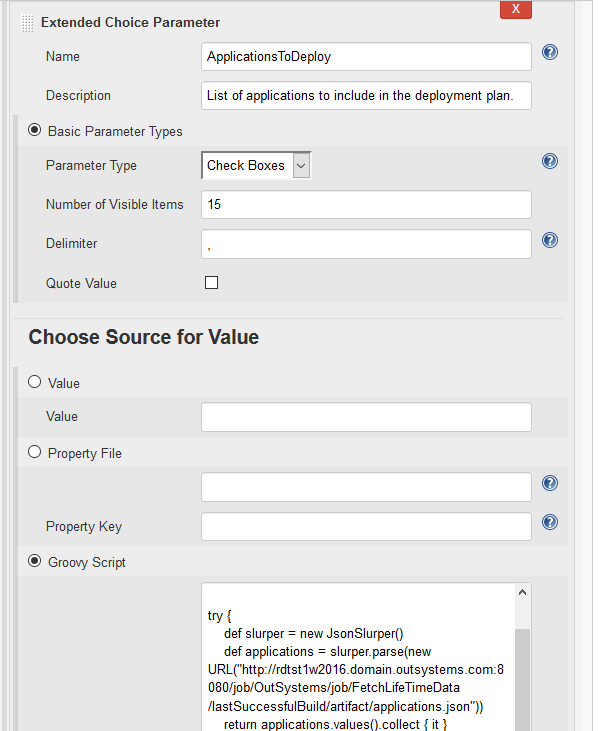 X
Extended Choice Parameter
Name ApplicationsToDeploy ?
Description List of applications to include in the deployment plan.
Basic Parameter Types
Parameter Type Check Boxes ?
Number of Visible Items 15
Delimiter , ?
Quote Value
Choose Source for Value
Value
Value
Property File
?
Property Key ?
Groovy Script
try {
def slurper = new JsonSlurper()
def applications = slurper.parse(new
URL("http://rdtst1w2016.domain.outsystems.com:8
080/job/OutSystems/job/FetchLifeTimeData
/lastSuccessfulBuild/artifact/applications.json"))
return applications.values().collect { it }